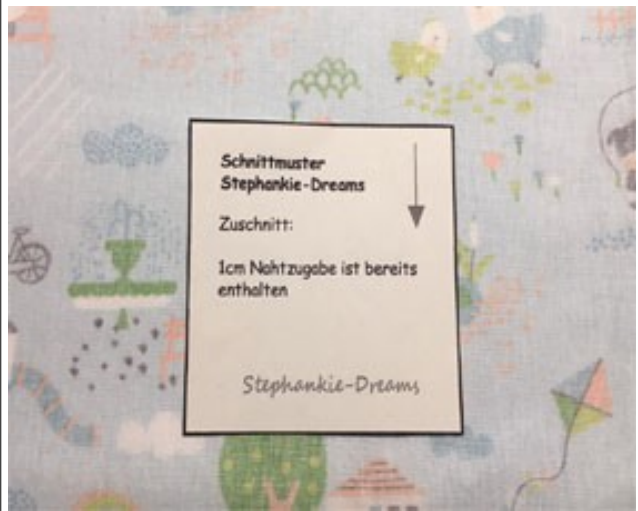 Schnittmuster
Stephankie-Dreams
Zuschnitt:
1cm Nahtzugabe ist bereits
enthalten
Stephankie-Dreams